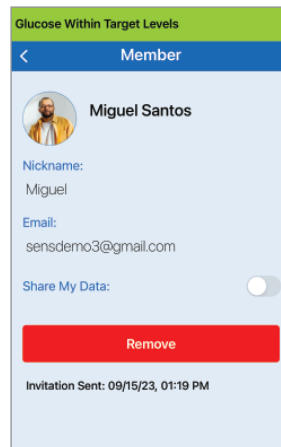 Glucose Within Target Levels
Member
Miguel Santos
Nickname:
Miguel
Email:
sensdemo3@gmail.com
Share My Data:
Remove
Invitation Sent: 09/15/23, 01:19 PM